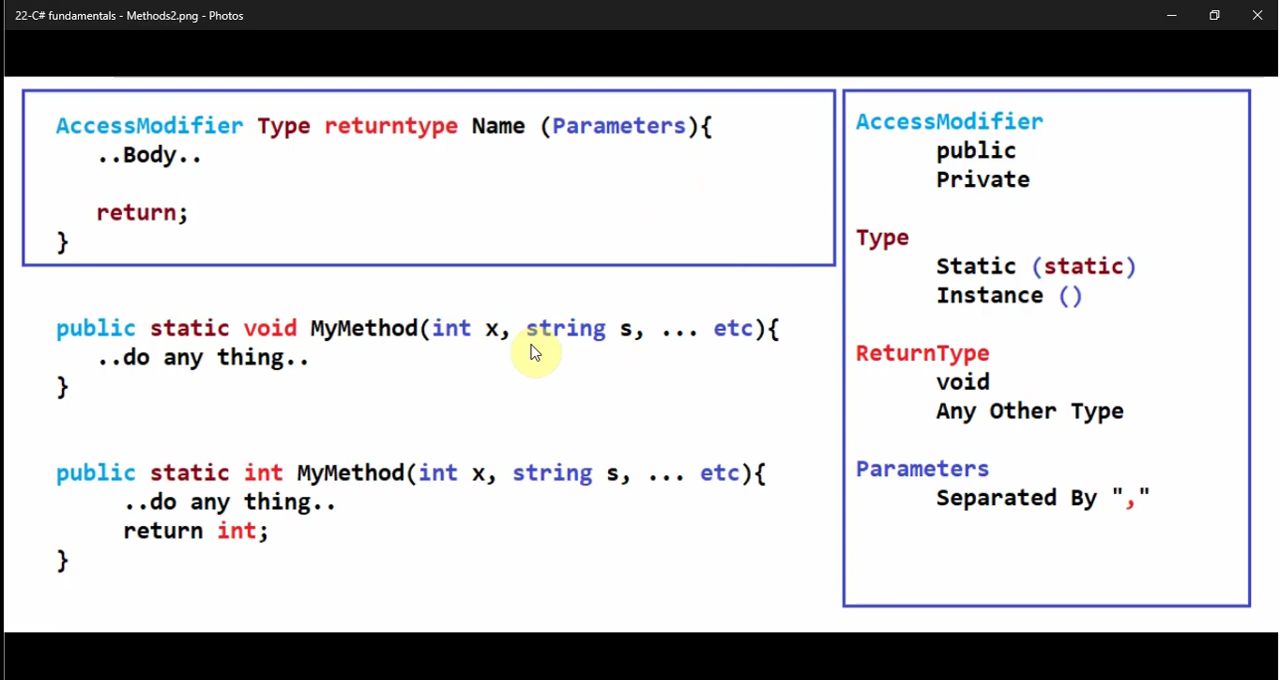 22-C# fundamentals - Methods2.png - Photos
AccessModifier Type returntype Name (Parameters){
..Body..
return;
}
public static void MyMethod(int x, string s, ... etc){
..do any thing..
}
public static int MyMethod(int x, string s, ... etc){
..do any thing..
return int;
}
AccessModifier
public
Private
Type
Static (static)
Instance ()
ReturnType
void
Any Other Type
Parameters
Separated By ","